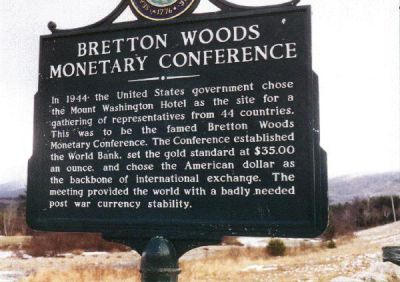 1776
BRETTON WOODS
MONETARY CONFERENCE
In 1944 the United States government chose
the Mount Washington Hotel as the site for a
gathering of representatives from 44 countries.
This was to be the famed Bretton Woods
Monetary Conference. The Conference established
the World Bank, set the gold standard at $35.00
an ounce, and chose the American dollar as
the backbone of international exchange. The
meeting provided the world with a badly needed
post war currency stability.